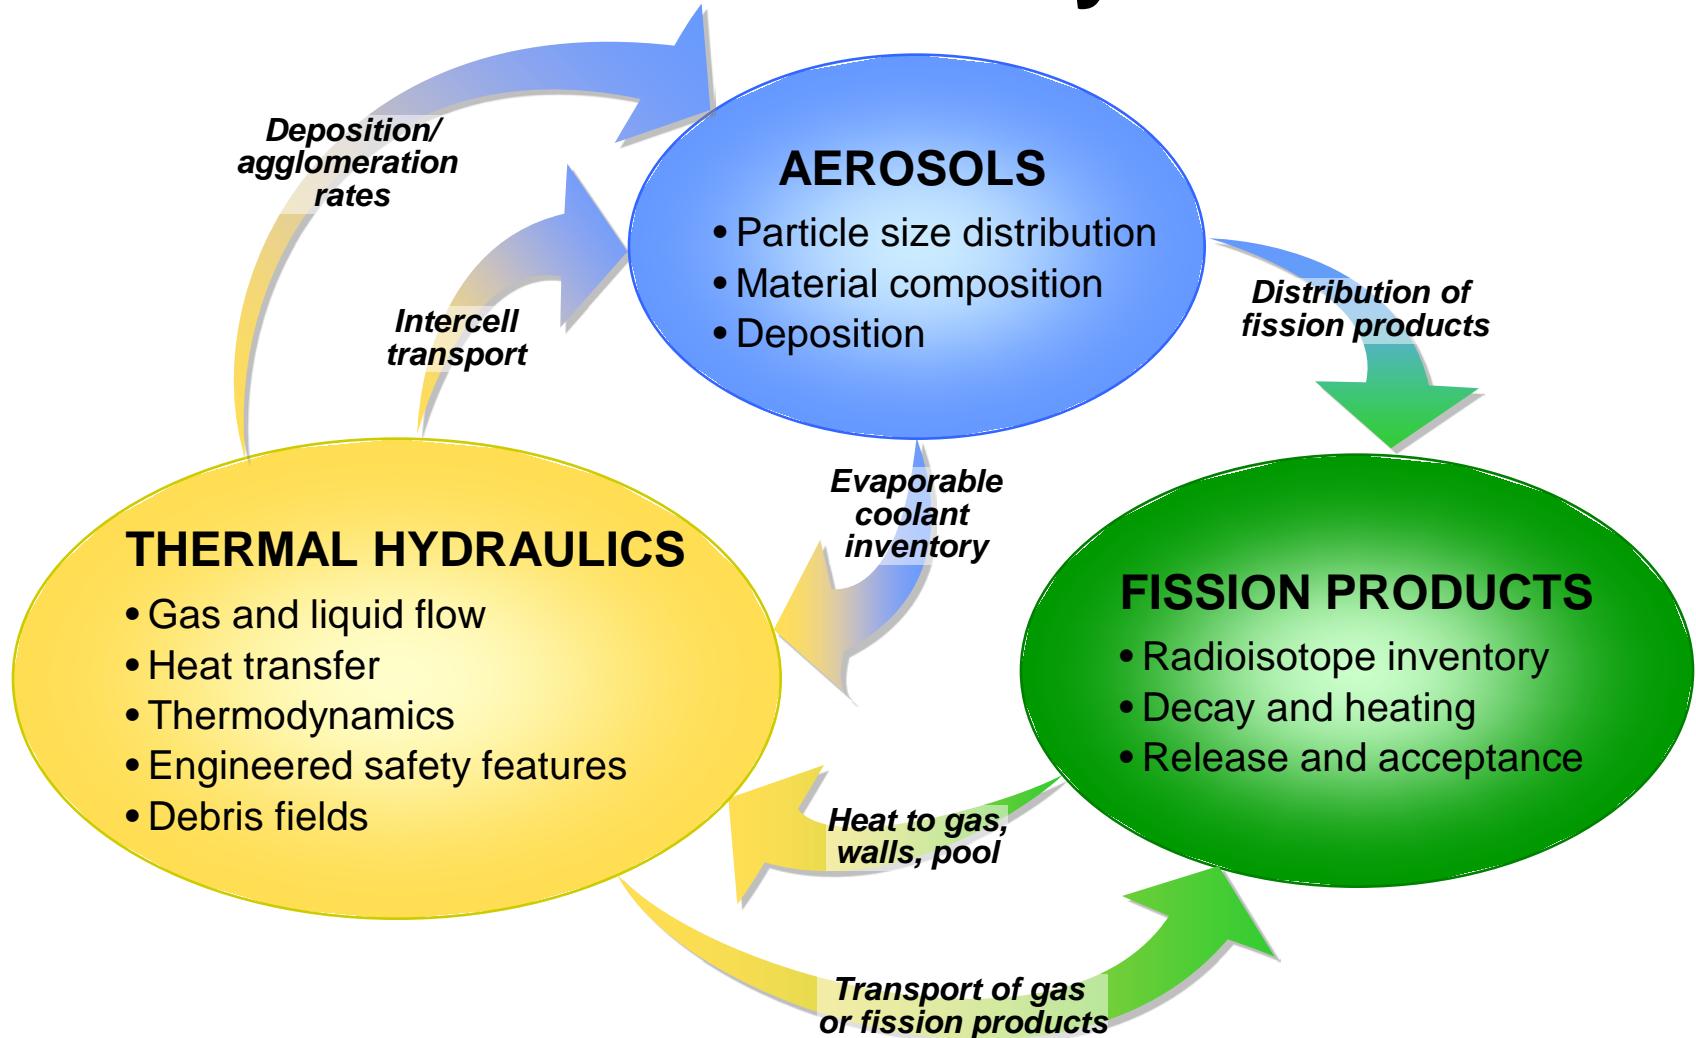 Deposition/
agglomeration
rates
AEROSOLS
• Particle size distribution
• Material composition
• Deposition
Intercell
transport
Distribution of
fission products
Evaporable
coolant
inventory
THERMAL HYDRAULICS
• Gas and liquid flow
• Heat transfer
• Thermodynamics
• Engineered safety features
• Debris fields
FISSION PRODUCTS
• Radioisotope inventory
• Decay and heating
• Release and acceptance
Heat to gas,
walls, pool
Transport of gas
or fission products